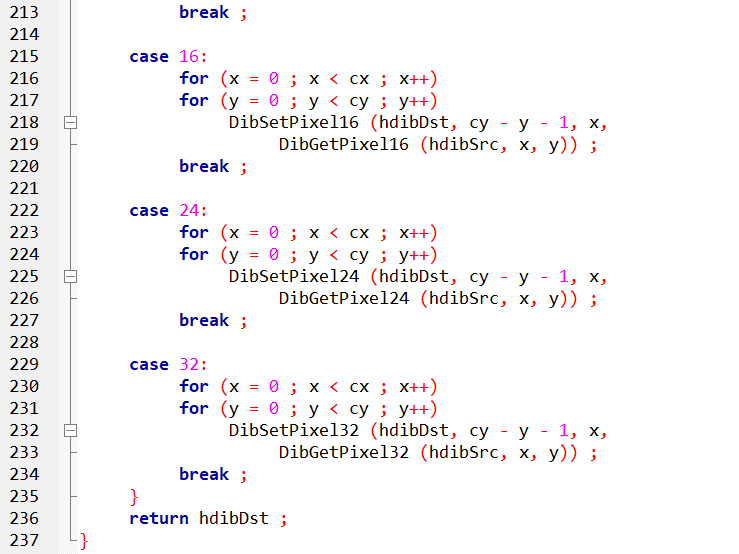 213 break ;
214
215 case 16:
216 for (x = 0 ; x < cx ; x++)
217 for (y = 0 ; y < cy ; y++)
218 DibSetPixel16 (hdibDst, cy - y - 1, x,
219 DibGetPixel16 (hdibSrc, x, y)) ;
220 break ;
221
222 case 24:
223 for (x = 0 ; x < cx ; x++)
224 for (y = 0 ; y < cy ; y++)
225 DibSetPixel24 (hdibDst, cy - y - 1, x,
226 DibGetPixel24 (hdibSrc, x, y)) ;
227 break ;
228
229 case 32:
230 for (x = 0 ; x < cx ; x++)
231 for (y = 0 ; y < cy ; y++)
232 DibSetPixel32 (hdibDst, cy - y - 1, x,
233 DibGetPixel32 (hdibSrc, x, y)) ;
234 break ;
235 }
236 return hdibDst ;
237 }